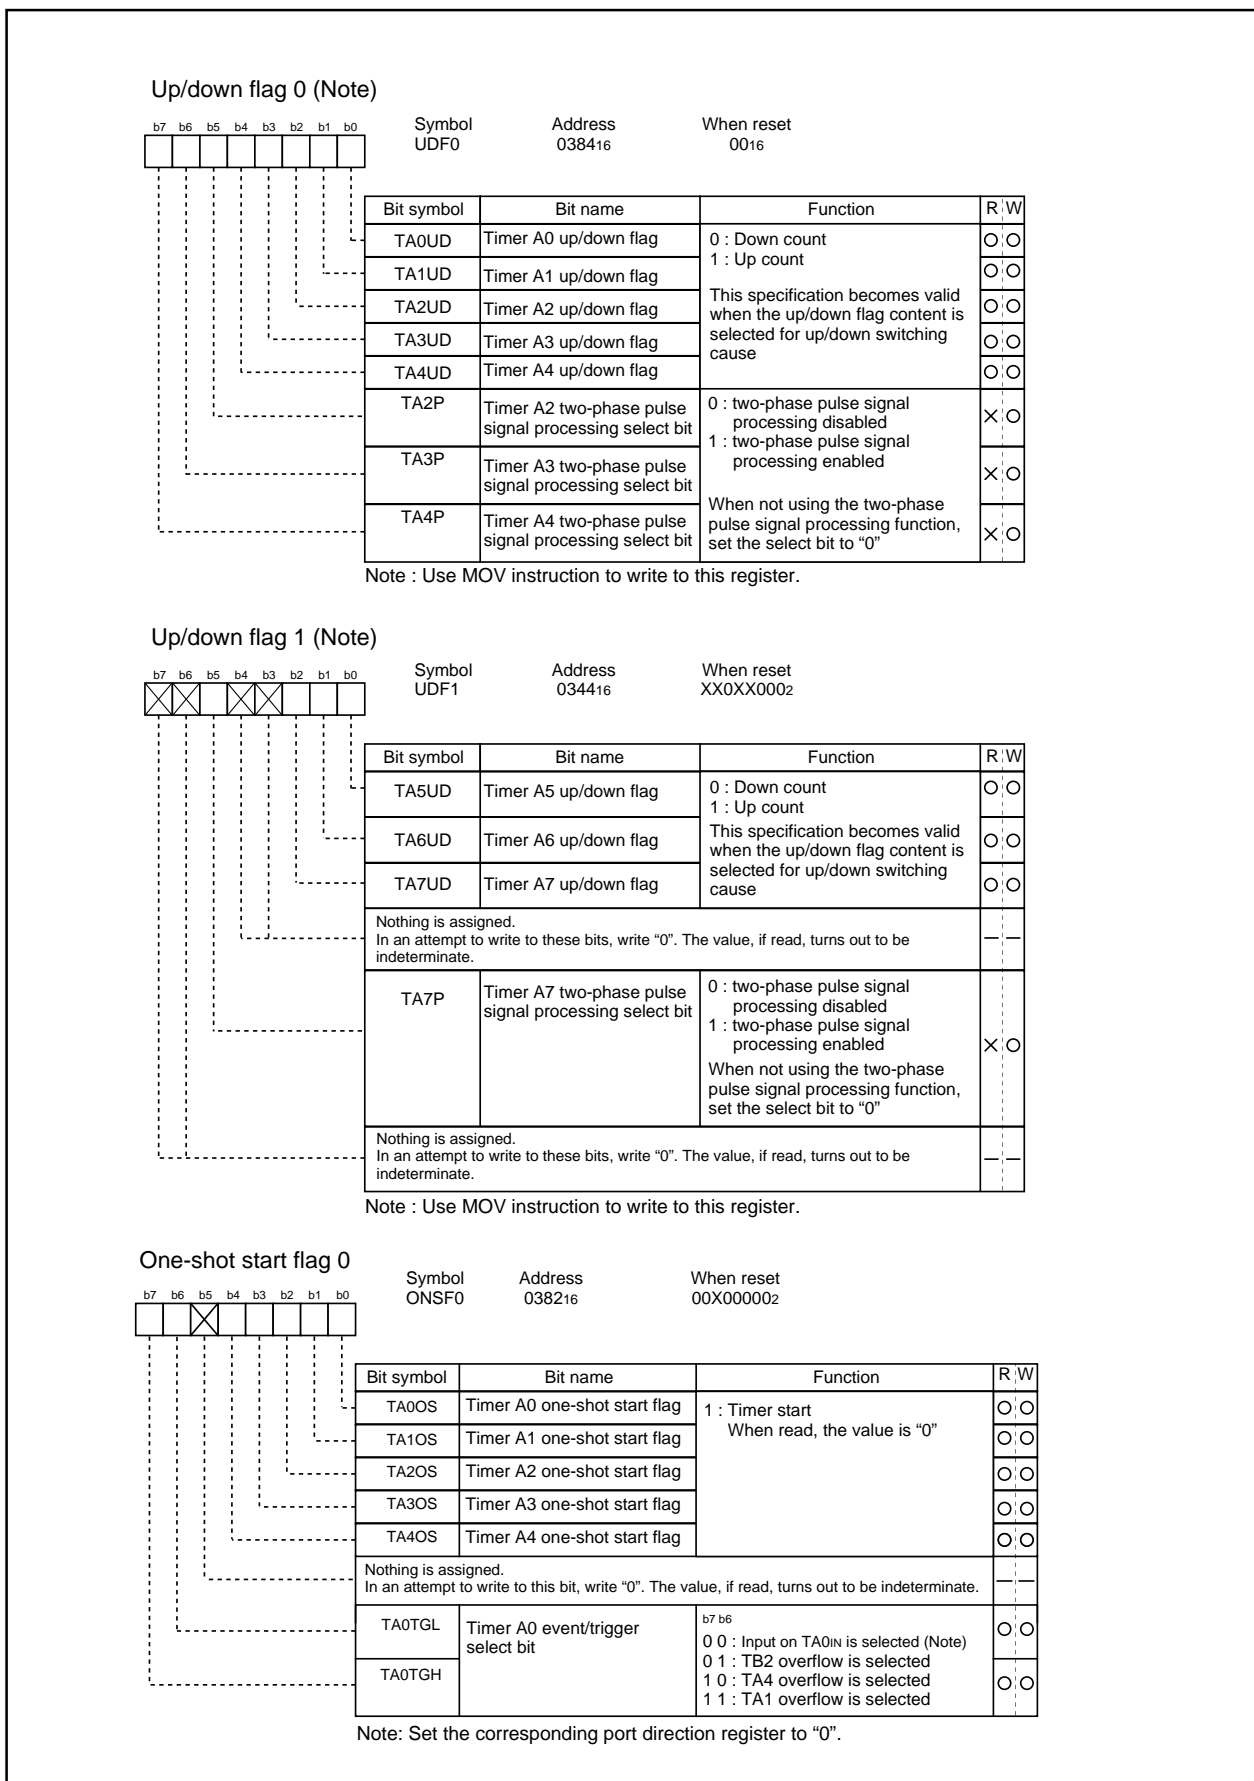 Up/down flag 0 (Note)
b7 b6 b5 b4 b3 b2 b1 b0
Symbol Address When reset
UDF0 038416 0016
Bit symbol Bit name Function R W
TA0UD Timer A0 up/down flag 0 : Down count
1 : Up count
TA1UD Timer A1 up/down flag
This specification becomes valid
TA2UD Timer A2 up/down flag when the up/down flag content is
TA3UD Timer A3 up/down flag selected for up/down switching
cause
TA4UD Timer A4 up/down flag
TA2P Timer A2 two-phase pulse 0 : two-phase pulse signal
signal processing select bit processing disabled
1 : two-phase pulse signal
TA3P Timer A3 two-phase pulse processing enabled
signal processing select bit
When not using the two-phase
TA4P Timer A4 two-phase pulse pulse signal processing function,
signal processing select bit set the select bit to “0”
Note : Use MOV instruction to write to this register.
Up/down flag 1 (Note)
b7 b6 b5 b4 b3 b2 b1 b0
Symbol Address When reset
UDF1 034416 XX0XX0002
Bit symbol Bit name Function R W
TA5UD Timer A5 up/down flag 0 : Down count
1 : Up count
TA6UD Timer A6 up/down flag This specification becomes valid
when the up/down flag content is
TA7UD Timer A7 up/down flag selected for up/down switching
cause
Nothing is assigned.
In an attempt to write to these bits, write “0”. The value, if read, turns out to be
indeterminate.
TA7P Timer A7 two-phase pulse 0 : two-phase pulse signal
signal processing select bit processing disabled
1 : two-phase pulse signal
processing enabled
When not using the two-phase
pulse signal processing function,
set the select bit to “0”
Nothing is assigned.
In an attempt to write to these bits, write “0”. The value, if read, turns out to be
indeterminate.
Note : Use MOV instruction to write to this register.
One-shot start flag 0
b7 b6 b5 b4 b3 b2 b1 b0
Symbol Address When reset
ONSF0 038216 00X000002
Bit symbol Bit name Function R W
TA0OS Timer A0 one-shot start flag 1 : Timer start
When read, the value is “0”
TA1OS Timer A1 one-shot start flag
TA2OS Timer A2 one-shot start flag
TA3OS Timer A3 one-shot start flag
TA4OS Timer A4 one-shot start flag
Nothing is assigned.
In an attempt to write to this bit, write “0”. The value, if read, turns out to be indeterminate.
TA0TGL Timer A0 event/trigger b7 b6
select bit 0 0 : Input on TA0IN is selected (Note)
0 1 : TB2 overflow is selected
TA0TGH 1 0 : TA4 overflow is selected
1 1 : TA1 overflow is selected
Note: Set the corresponding port direction register to “0”.